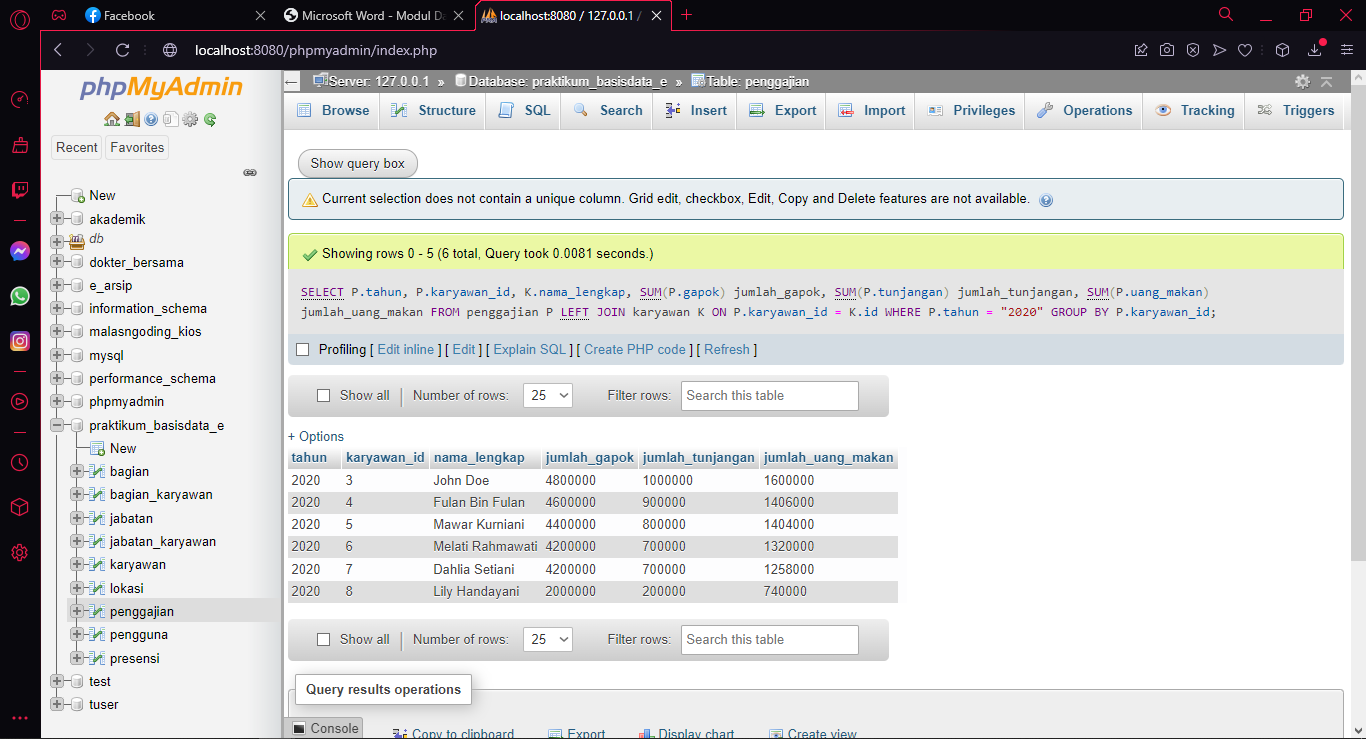 Facebook
Microsoft Word - Modul Da
localhost:8080 / 127.0.0.1 /
localhost:8080/phpmyadmin/index.php
phpMyAdmin
Recent
Favorites
New
akademik
db
dokter_bersama
e_arsip
information_schema
malasngoding_kios
mysql
performance_schema
phpmyadmin
praktikum_basisdata_e
New
bagian
bagian_karyawan
jabatan
jabatan_karyawan
karyawan
lokasi
penggajian
pengguna
presensi
test
tuser
Server: 127.0.0.1 » Database: praktikum_basisdata_e » Table: penggajian
Browse Structure SQL Search Insert Export Import Privileges Operations Tracking Triggers
Show query box
Current selection does not contain a unique column. Grid edit, checkbox, Edit, Copy and Delete features are not available.
Showing rows 0 - 5 (6 total, Query took 0.0081 seconds.)
SELECT P.tahun, P.karyawan_id, K.nama_lengkap, SUM(P.gapok) jumlah_gapok, SUM(P.tunjangan) jumlah_tunjangan, SUM(P.uang_makan)
jumlah_uang_makan FROM penggajian P LEFT JOIN karyawan K ON P.karyawan_id = K.id WHERE P.tahun = "2020" GROUP BY P.karyawan_id;
Profiling [ Edit inline ] [ Edit ] [ Explain SQL ] [ Create PHP code ] [ Refresh ]
Show all | Number of rows: 25 Filter rows: Search this table
+ Options
tahun karyawan_id nama_lengkap jumlah_gapok jumlah_tunjangan jumlah_uang_makan
2020 3 John Doe 4800000 1000000 1600000
2020 4 Fulan Bin Fulan 4600000 900000 1406000
2020 5 Mawar Kurniani 4400000 800000 1404000
2020 6 Melati Rahmawati 4200000 700000 1320000
2020 7 Dahlia Setiani 4200000 700000 1258000
2020 8 Lily Handayani 2000000 200000 740000
Show all | Number of rows: 25 Filter rows: Search this table
Query results operations
Console
Copy to clipboard Export Display chart Create view